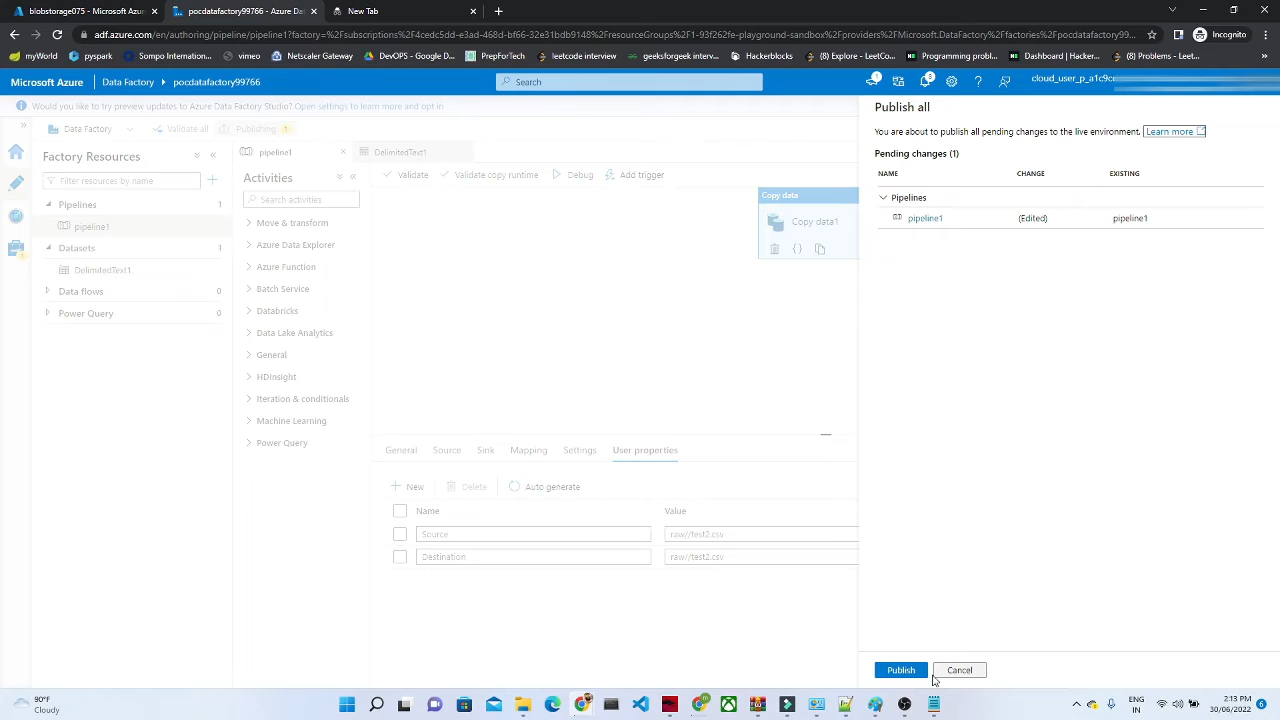 blobstorage075 - Microsoft Azure
pocdatafactory99766 - Azure Dat
New Tab
adf.azure.com/en/authoring/pipeline/pipeline1?factory=%2Fsubscriptions%2F4cedc5dd-e3ad-468d-bf66-32e31bdb9148%2FresourceGroups%2F1-93f262fe-playground-sandbox%2Fproviders%2FMicrosoft.DataFactory%2Ffactories%2Fpocdatafactory99766...
Incognito
myWork
pyspark
Sumpo International...
vimeo
Netscaler Gateway
DevOps - GOOGLE D...
PrepForTech
leetcode interview
geeksforgeek interv...
Hackerbocks
(8) Explore - LeetCo...
Dashboard | Hacker...
(8) Problems - Leet...
Microsoft Azure
Data Factory
pocdatafactory99766
Search
cloud_user_p_a1c9c
Would you like to try preview updates to Azure Data Factory Studio? Open settings to learn more and opt in
Data Factory
Validate all
Publishing
1
Factory Resources
Filter resources by name
Pipelines
1
pipeline1
Datasets
1
DelimitedText1
Data flows
0
Power Query
0
pipeline1
DelimitedText1
Activities
Search activities
Move & transform
Azure Data Explorer
Azure Function
Batch Service
Databricks
Data Lake Analytics
General
HDInsight
Iteration & conditionals
Machine Learning
Power Query
Validate
Validate copy runtime
Debug
Add trigger
Copy data
Copy data1
General
Source
Sink
Mapping
Settings
User properties
New
Delete
Auto generate
Name
Value
Source
raw//test2.csv
Destination
raw//test2.csv
Publish all
You are about to publish all pending changes to the live environment. Learn more
Pending changes (1)
NAME
CHANGE
EXISTING
Pipelines
pipeline1
(Edited)
pipeline1
Publish
Cancel
90°F
Cloudy
ENG
IN
2:13 PM
30/06/2022